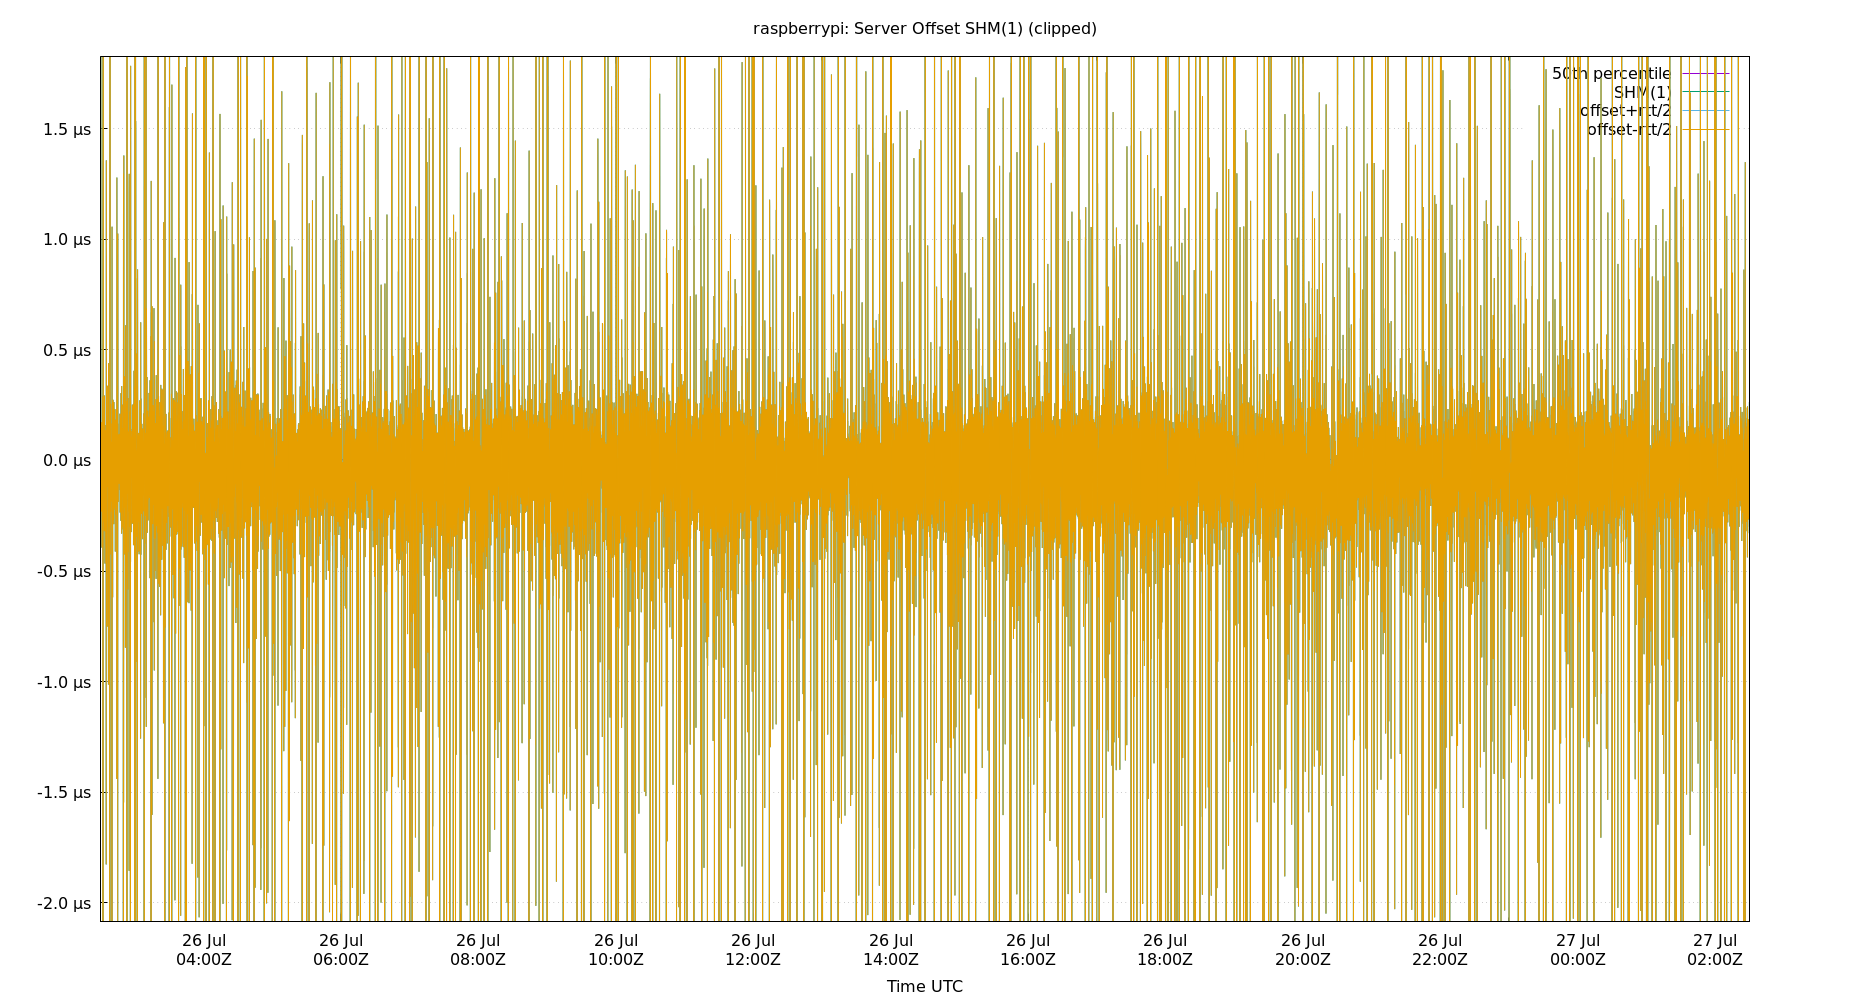 raspberrypi: Server Offset SHM(1) (clipped)
50th percentile
SHM(1)
offset+rtt/2
offset-rtt/2
1.5 µs
1.0 µs
0.5 µs
0.0 µs
-0.5 µs
-1.0 µs
-1.5 µs
-2.0 µs
26 Jul 26 Jul 26 Jul 26 Jul 26 Jul 26 Jul 26 Jul 26 Jul 26 Jul 26 Jul 27 Jul 27 Jul
04:00Z 06:00Z 08:00Z 10:00Z 12:00Z 14:00Z 16:00Z 18:00Z 20:00Z 22:00Z 00:00Z 02:00Z
Time UTC